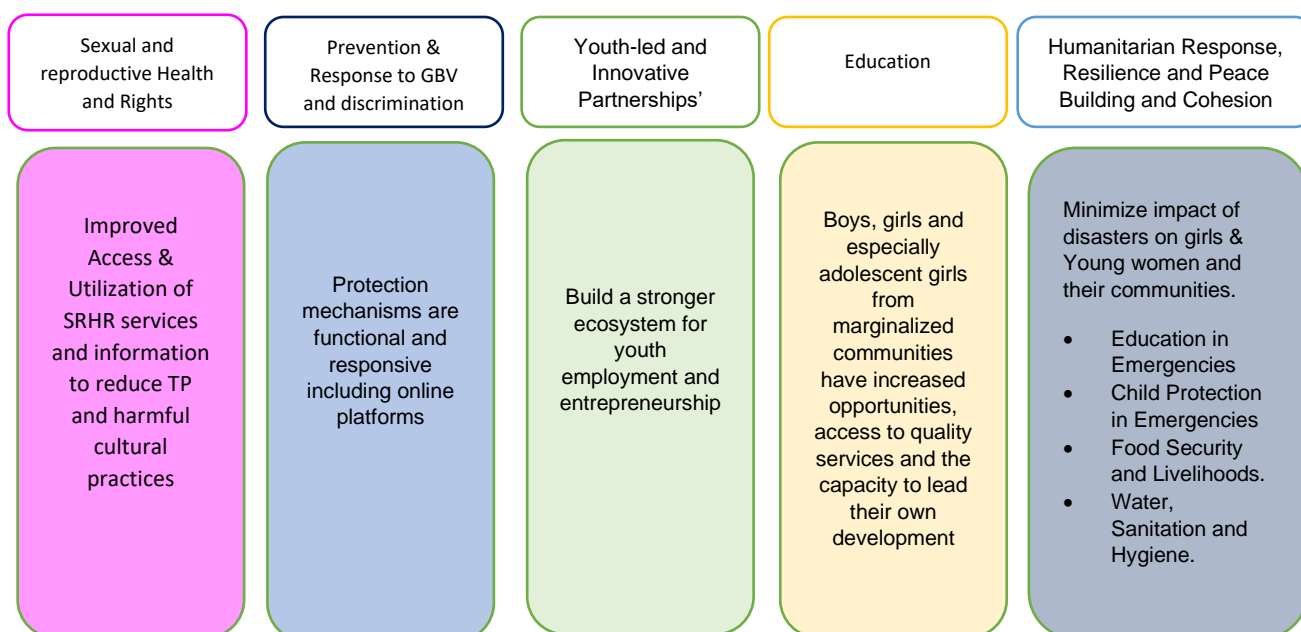 Sexual and
reproductive Health
and Rights
Prevention &
Response to GBV
and discrimination
Youth-led and
Innovative
Partnerships’
Education
Humanitarian Response,
Resilience and Peace
Building and Cohesion
Improved
Access &
Utilization of
SRHR services
and information
to reduce TP
and harmful
cultural
practices
Protection
mechanisms are
functional and
responsive
including online
platforms
Build a stronger
ecosystem for
youth
employment and
entrepreneurship
Boys, girls and
especially
adolescent girls
from
marginalized
communities
have increased
opportunities,
access to quality
services and the
capacity to lead
their own
development
Minimize impact of
disasters on girls &
Young women and
their communities.
• Education in
Emergencies
• Child Protection
in Emergencies
• Food Security
and Livelihoods.
• Water,
Sanitation and
Hygiene.